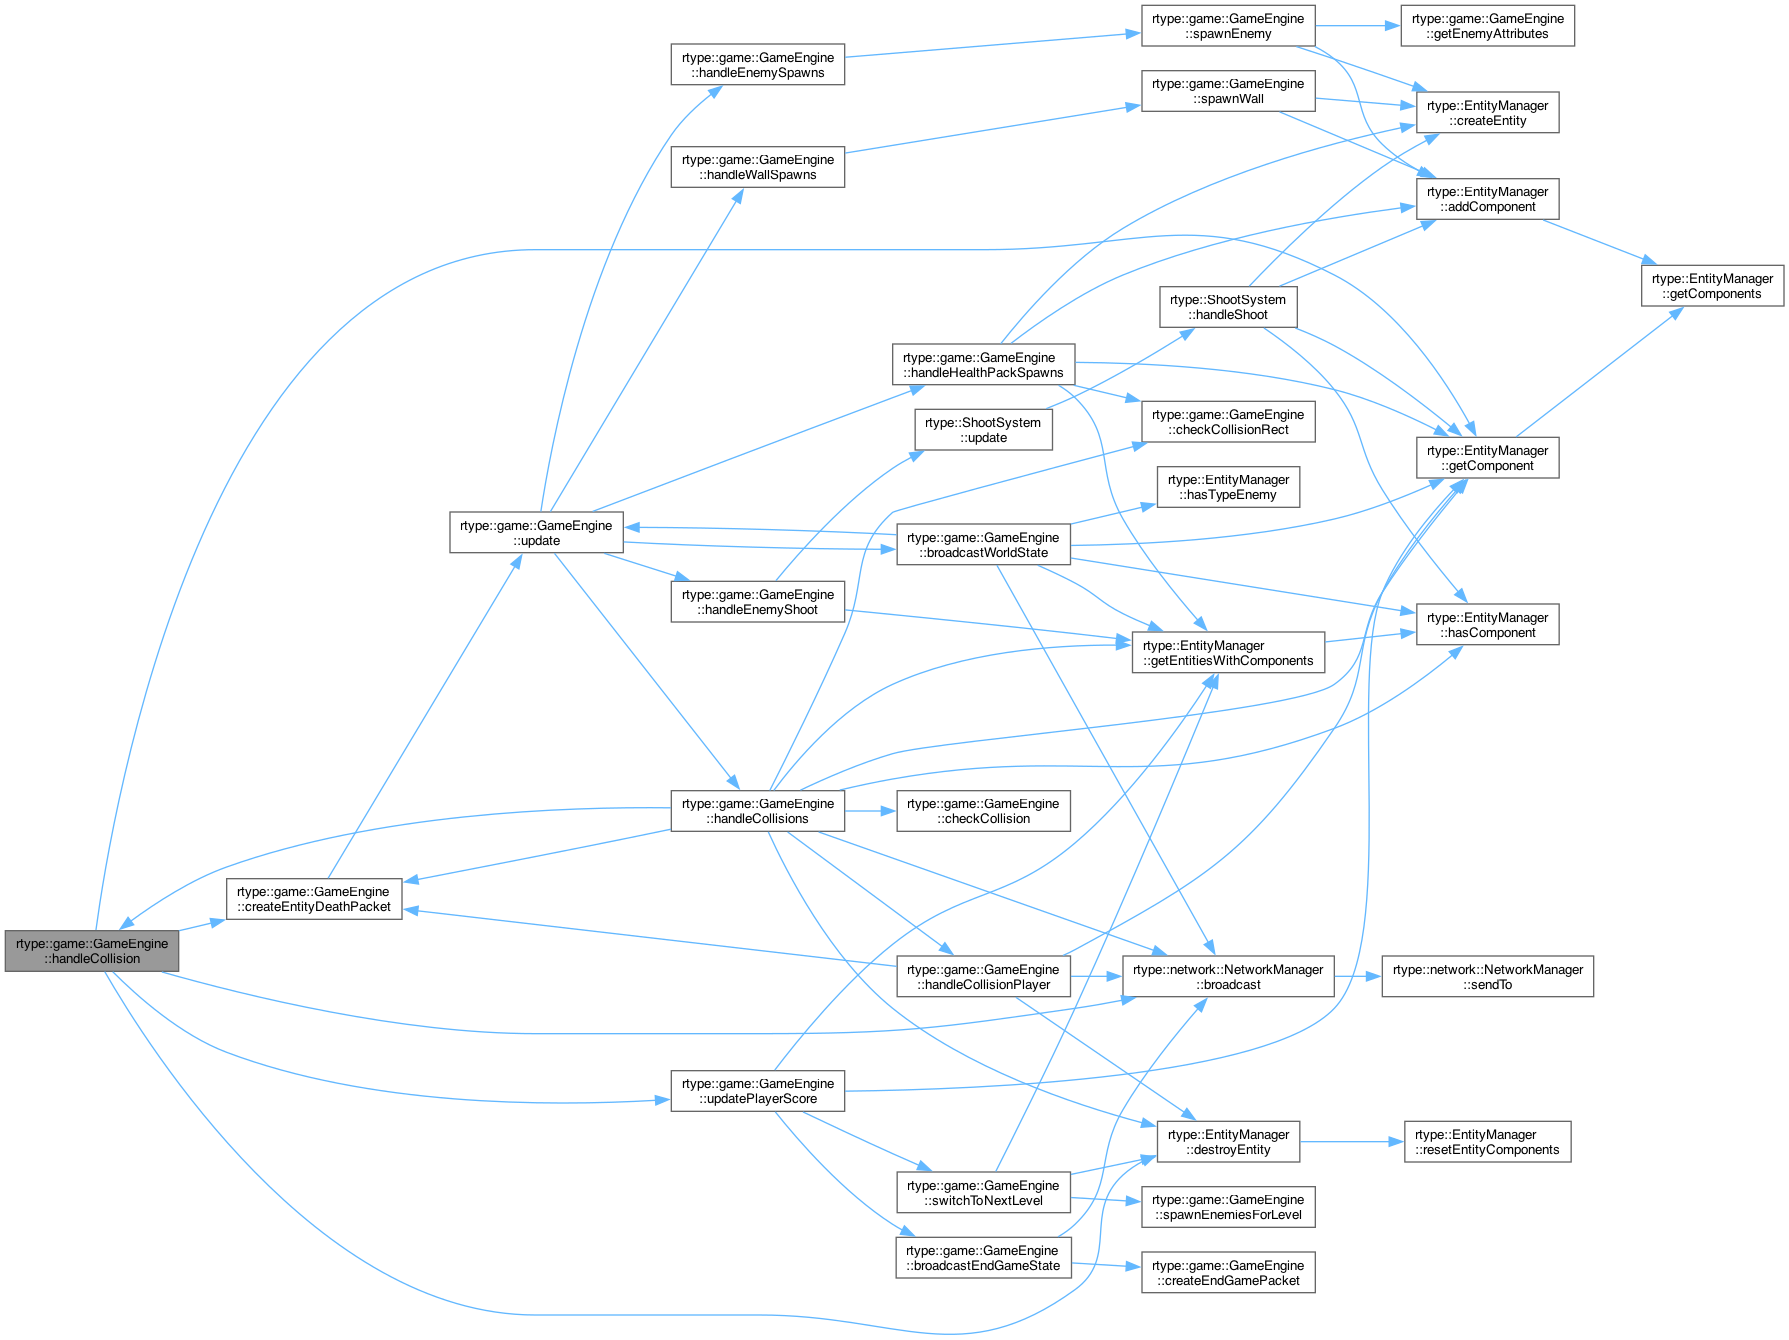 rtype::game::GameEngine
::handleCollision
rtype::game::GameEngine
::createEntityDeathPacket
rtype::game::GameEngine
::update
rtype::game::GameEngine
::handleEnemySpawns
rtype::game::GameEngine
::handleWallSpawns
rtype::game::GameEngine
::handleEnemyShoot
rtype::game::GameEngine
::handleCollisions
rtype::game::GameEngine
::updatePlayerScore
rtype::game::GameEngine
::handleHealthPackSpawns
rtype::ShootSystem
::update
rtype::game::GameEngine
::broadcastWorldState
rtype::game::GameEngine
::checkCollision
rtype::game::GameEngine
::handleCollisionPlayer
rtype::game::GameEngine
::switchToNextLevel
rtype::game::GameEngine
::broadcastEndGameState
rtype::game::GameEngine
::spawnEnemy
rtype::game::GameEngine
::spawnWall
rtype::ShootSystem
::handleShoot
rtype::game::GameEngine
::checkCollisionRect
rtype::EntityManager
::hasTypeEnemy
rtype::EntityManager
::getEntitiesWithComponents
rtype::network::NetworkManager
::broadcast
rtype::EntityManager
::destroyEntity
rtype::game::GameEngine
::spawnEnemiesForLevel
rtype::game::GameEngine
::createEndGamePacket
rtype::game::GameEngine
::getEnemyAttributes
rtype::EntityManager
::createEntity
rtype::EntityManager
::addComponent
rtype::EntityManager
::getComponent
rtype::EntityManager
::hasComponent
rtype::network::NetworkManager
::sendTo
rtype::EntityManager
::resetEntityComponents
rtype::EntityManager
::getComponents